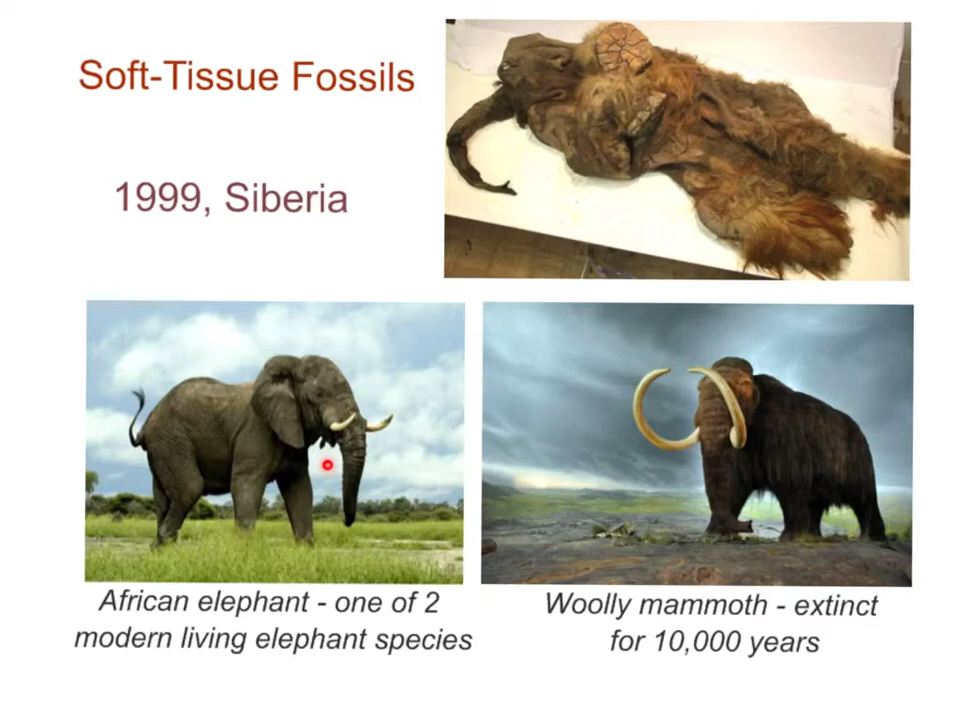 Soft-Tissue Fossils
1999, Siberia
African elephant - one of 2
modern living elephant species
Woolly mammoth - extinct
for 10,000 years